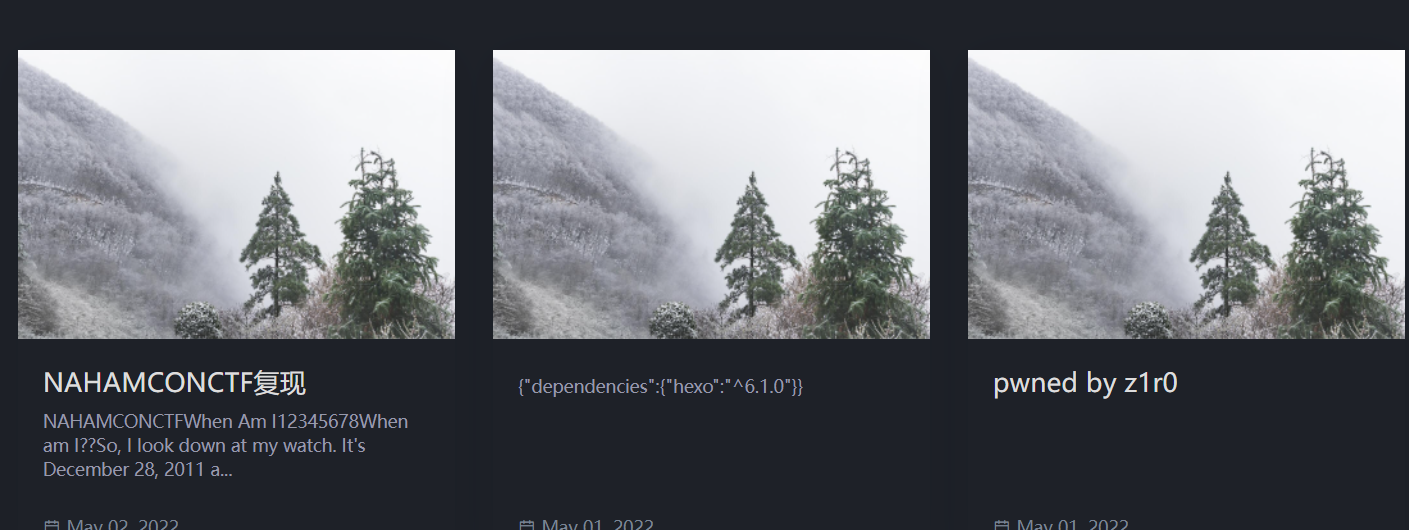 NAHAMCONCTF复现
NAHAMCONCTFWhen Am I12345678When
am I??So, I look down at my watch. It's
December 28, 2011 a...
May 02, 2022
{"dependencies":{"hexo":"^6.1.0"}}
May 01, 2022
pwned by z1r0
May 01, 2022